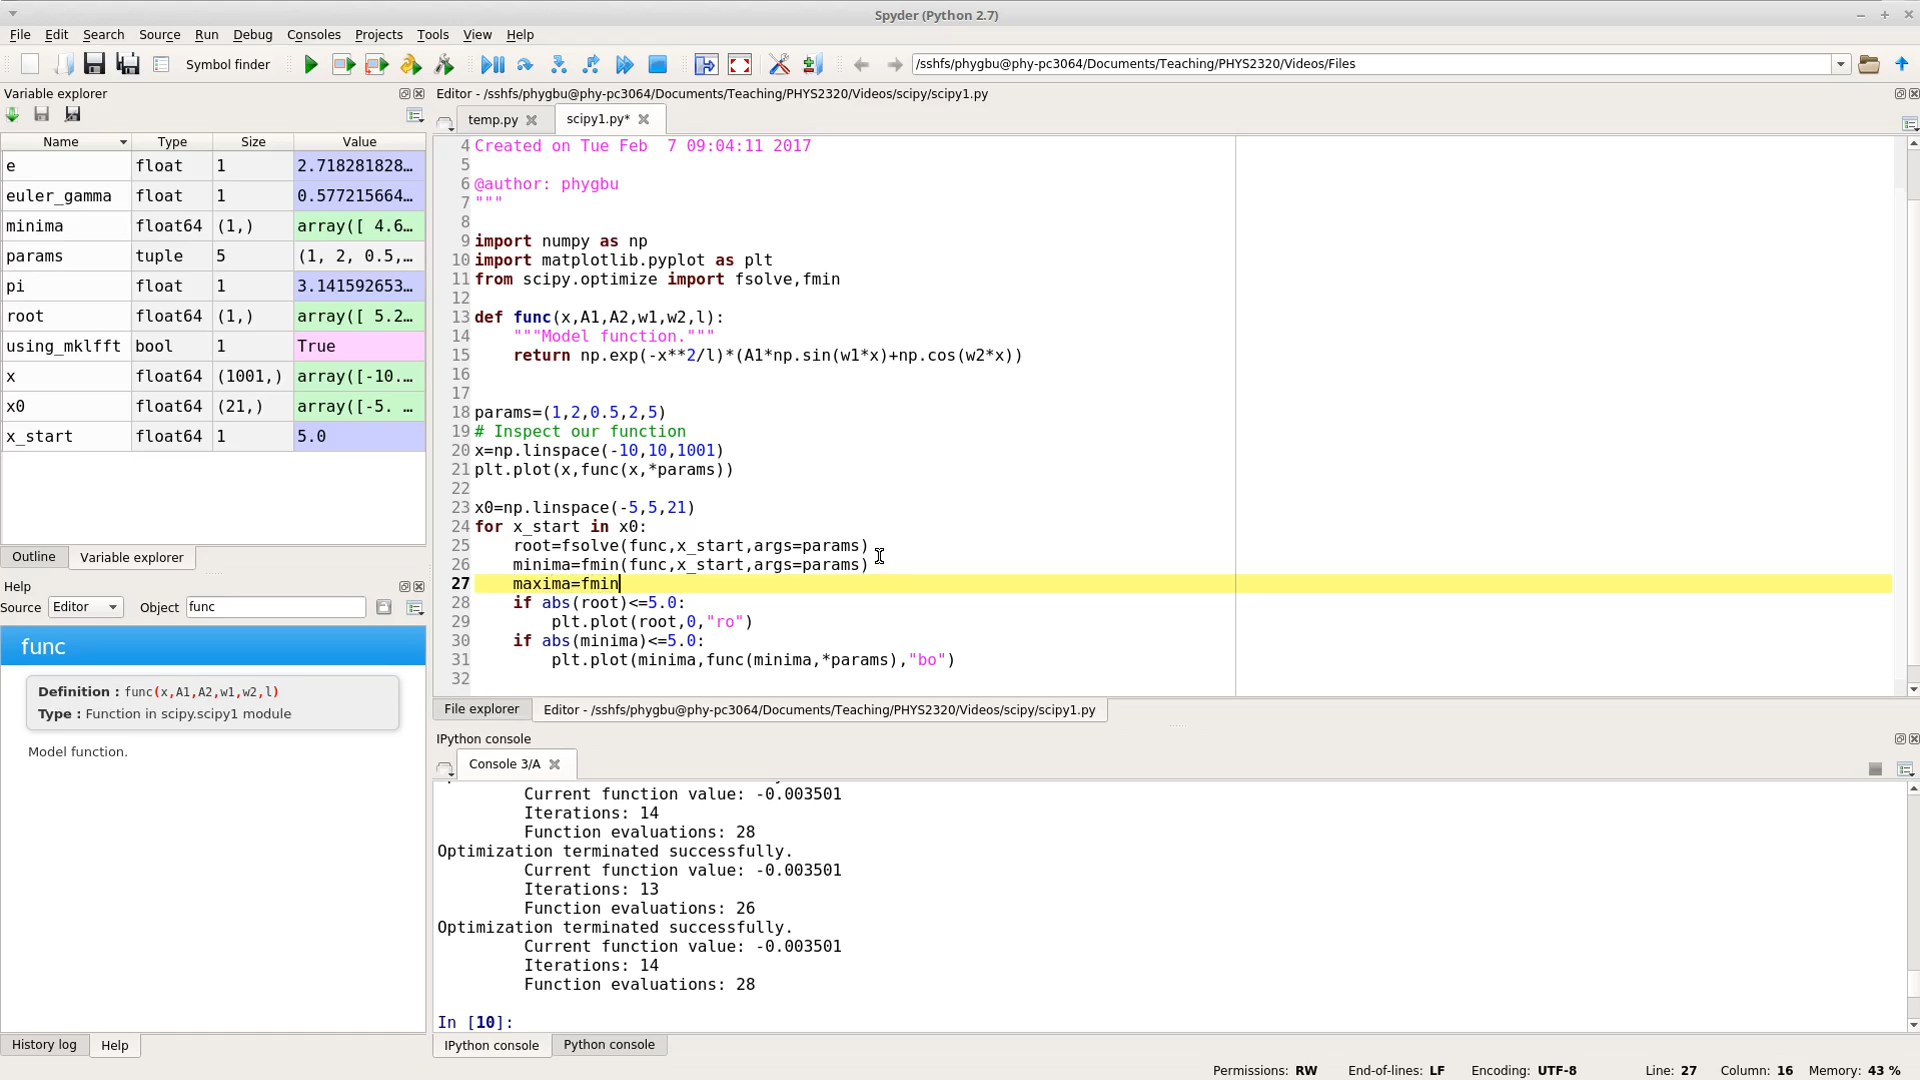 Spyder (Python 2.7)
File Edit Search Source Run Debug Consoles Projects Tools View Help
Symbol finder
/sshfs/phygbu@phy-pc3064/Documents/Teaching/PHYS2320/Videos/Files
Variable explorer
Name Type Size Value
e float 1 2.718281828…
euler_gamma float 1 0.577215664…
minima float64 (1,) array([ 4.6…
params tuple 5 (1, 2, 0.5,…
pi float 1 3.141592653…
root float64 (1,) array([ 5.2…
using_mklfft bool 1 True
x float64 (1001,) array([-10.…
x0 float64 (21,) array([-5. …
x_start float64 1 5.0
Outline Variable explorer
Help
Source Editor Object func
func
Definition : func(x,A1,A2,w1,w2,l)
Type : Function in scipy.scipy1 module
Model function.
History log Help
Editor - /sshfs/phygbu@phy-pc3064/Documents/Teaching/PHYS2320/Videos/scipy/scipy1.py
temp.py scipy1.py*
4 Created on Tue Feb  7 09:04:11 2017
5
6 @author: phygbu
7 """
8
9 import numpy as np
10 import matplotlib.pyplot as plt
11 from scipy.optimize import fsolve,fmin
12
13 def func(x,A1,A2,w1,w2,l):
14     """Model function."""
15     return np.exp(-x**2/l)*(A1*np.sin(w1*x)+np.cos(w2*x))
16
17
18 params=(1,2,0.5,2,5)
19 # Inspect our function
20 x=np.linspace(-10,10,1001)
21 plt.plot(x,func(x,*params))
22
23 x0=np.linspace(-5,5,21)
24 for x_start in x0:
25     root=fsolve(func,x_start,args=params)
26     minima=fmin(func,x_start,args=params)
27     maxima=fmin
28     if abs(root)<=5.0:
29         plt.plot(root,0,"ro")
30     if abs(minima)<=5.0:
31         plt.plot(minima,func(minima,*params),"bo")
32
File explorer Editor - /sshfs/phygbu@phy-pc3064/Documents/Teaching/PHYS2320/Videos/scipy/scipy1.py
IPython console
Console 3/A
Current function value: -0.003501
Iterations: 14
Function evaluations: 28
Optimization terminated successfully.
Current function value: -0.003501
Iterations: 13
Function evaluations: 26
Optimization terminated successfully.
Current function value: -0.003501
Iterations: 14
Function evaluations: 28
In [10]:
IPython console Python console
Permissions: RW End-of-lines: LF Encoding: UTF-8 Line: 27 Column: 16 Memory: 43 %